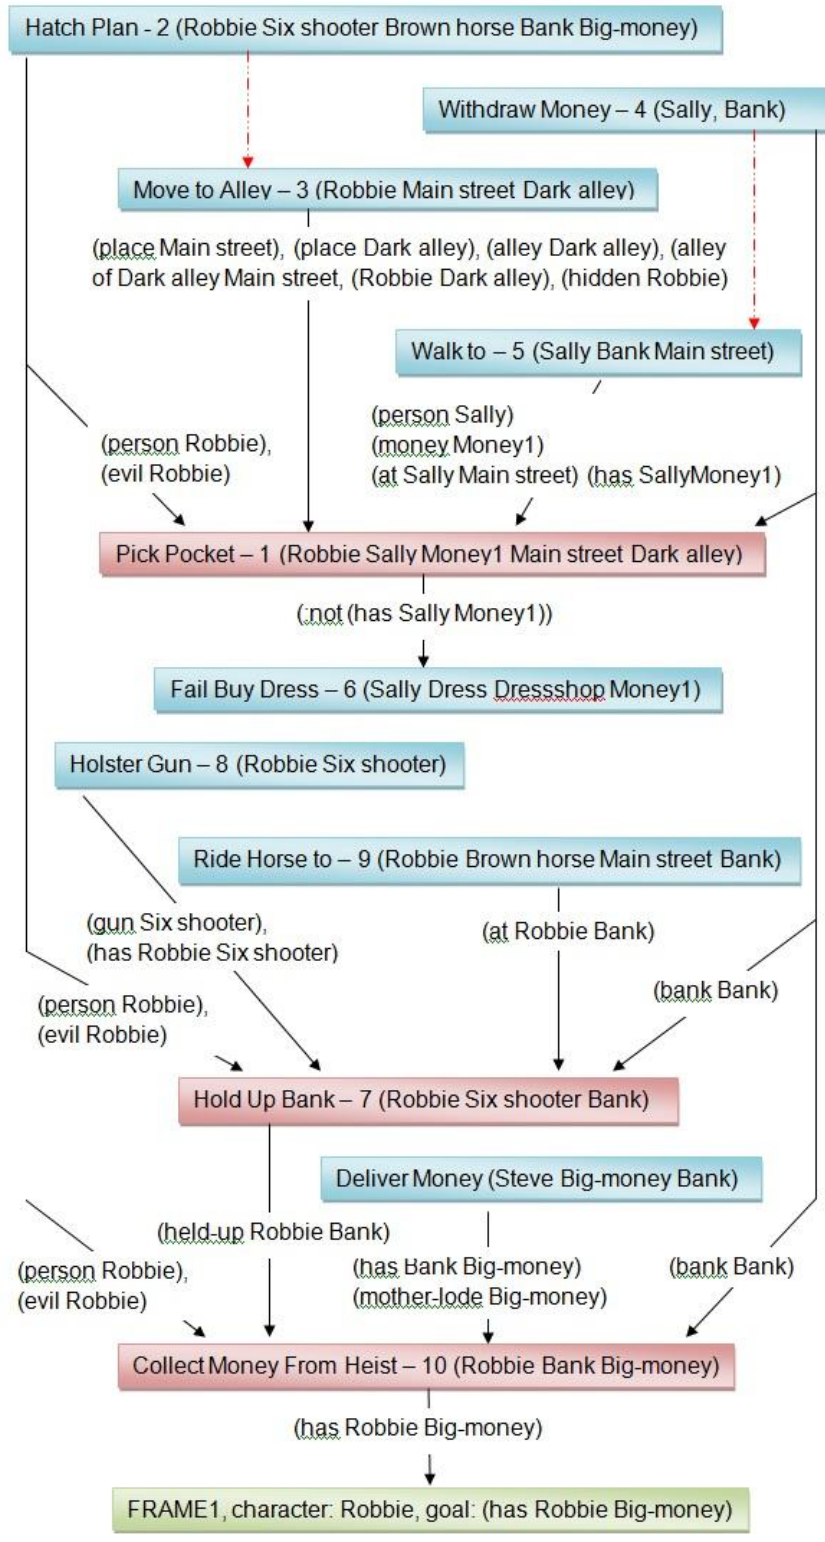 Hatch Plan - 2 (Robbie Six shooter Brown horse Bank Big-money)
Withdraw Money – 4 (Sally, Bank)
Move to Alley – 3 (Robbie Main street Dark alley)
(place Main street), (place Dark alley), (alley Dark alley), (alley
of Dark alley Main street, (Robbie Dark alley), (hidden Robbie)
Walk to – 5 (Sally Bank Main street)
(person Sally)
(money Money1)
(at Sally Main street) (has SallyMoney1)
(person Robbie),
(evil Robbie)
Pick Pocket – 1 (Robbie Sally Money1 Main street Dark alley)
(:not (has Sally Money1))
Fail Buy Dress – 6 (Sally Dress Dressshop Money1)
Holster Gun – 8 (Robbie Six shooter)
Ride Horse to – 9 (Robbie Brown horse Main street Bank)
(gun Six shooter),
(has Robbie Six shooter)
(at Robbie Bank)
(bank Bank)
(person Robbie),
(evil Robbie)
Hold Up Bank – 7 (Robbie Six shooter Bank)
Deliver Money (Steve Big-money Bank)
(held-up Robbie Bank)
(person Robbie),
(evil Robbie)
(has Bank Big-money)
(mother-lode Big-money)
(bank Bank)
Collect Money From Heist – 10 (Robbie Bank Big-money)
(has Robbie Big-money)
FRAME1, character: Robbie, goal: (has Robbie Big-money)